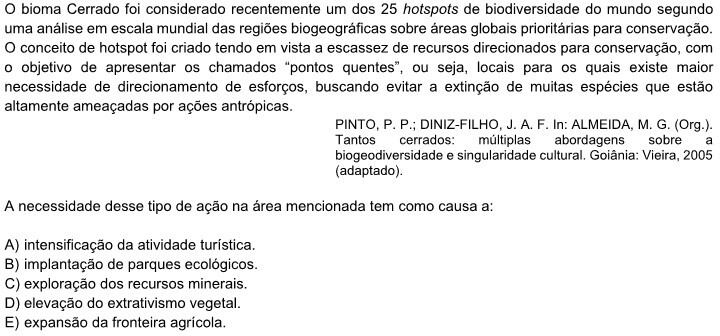 O bioma Cerrado foi considerado recentemente um dos 25 hotspots de biodiversidade do mundo segundo
uma análise em escala mundial das regiões biogeográficas sobre áreas globais prioritárias para conservação.
O conceito de hotspot foi criado tendo em vista a escassez de recursos direcionados para conservação, com
o objetivo de apresentar os chamados “pontos quentes”, ou seja, locais para os quais existe maior
necessidade de direcionamento de esforços, buscando evitar a extinção de muitas espécies que estão
altamente ameaçadas por ações antrópicas.
PINTO, P. P.; DINIZ-FILHO, J. A. F. In: ALMEIDA, M. G. (Org.).
Tantos cerrados: múltiplas abordagens sobre a
biogeodiversidade e singularidade cultural. Goiânia: Vieira, 2005
(adaptado).
A necessidade desse tipo de ação na área mencionada tem como causa a:
A) intensificação da atividade turística.
B) implantação de parques ecológicos.
C) exploração dos recursos minerais.
D) elevação do extrativismo vegetal.
E) expansão da fronteira agrícola.